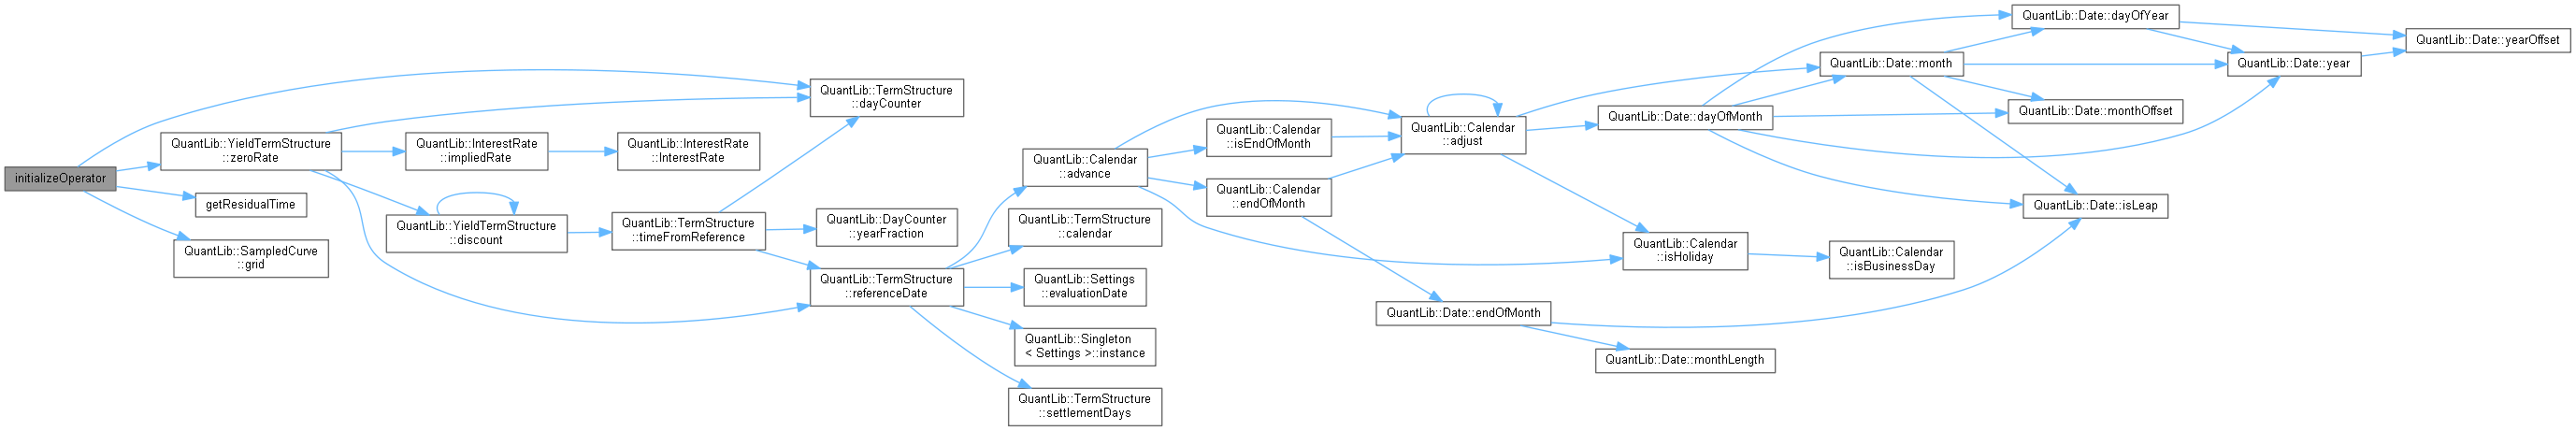 initializeOperator
QuantLib::YieldTermStructure
::zeroRate
getResidualTime
QuantLib::SampledCurve
::grid
QuantLib::InterestRate
::impliedRate
QuantLib::YieldTermStructure
::discount
QuantLib::InterestRate
::InterestRate
QuantLib::TermStructure
::timeFromReference
QuantLib::TermStructure
::dayCounter
QuantLib::DayCounter
::yearFraction
QuantLib::TermStructure
::referenceDate
QuantLib::Calendar
::advance
QuantLib::TermStructure
::calendar
QuantLib::Settings
::evaluationDate
QuantLib::Singleton
< Settings >::instance
QuantLib::TermStructure
::settlementDays
QuantLib::Calendar
::isEndOfMonth
QuantLib::Calendar
::endOfMonth
QuantLib::Calendar
::adjust
QuantLib::Date::endOfMonth
QuantLib::Date::dayOfMonth
QuantLib::Calendar
::isHoliday
QuantLib::Date::monthLength
QuantLib::Date::month
QuantLib::Calendar
::isBusinessDay
QuantLib::Date::dayOfYear
QuantLib::Date::monthOffset
QuantLib::Date::isLeap
QuantLib::Date::year
QuantLib::Date::yearOffset